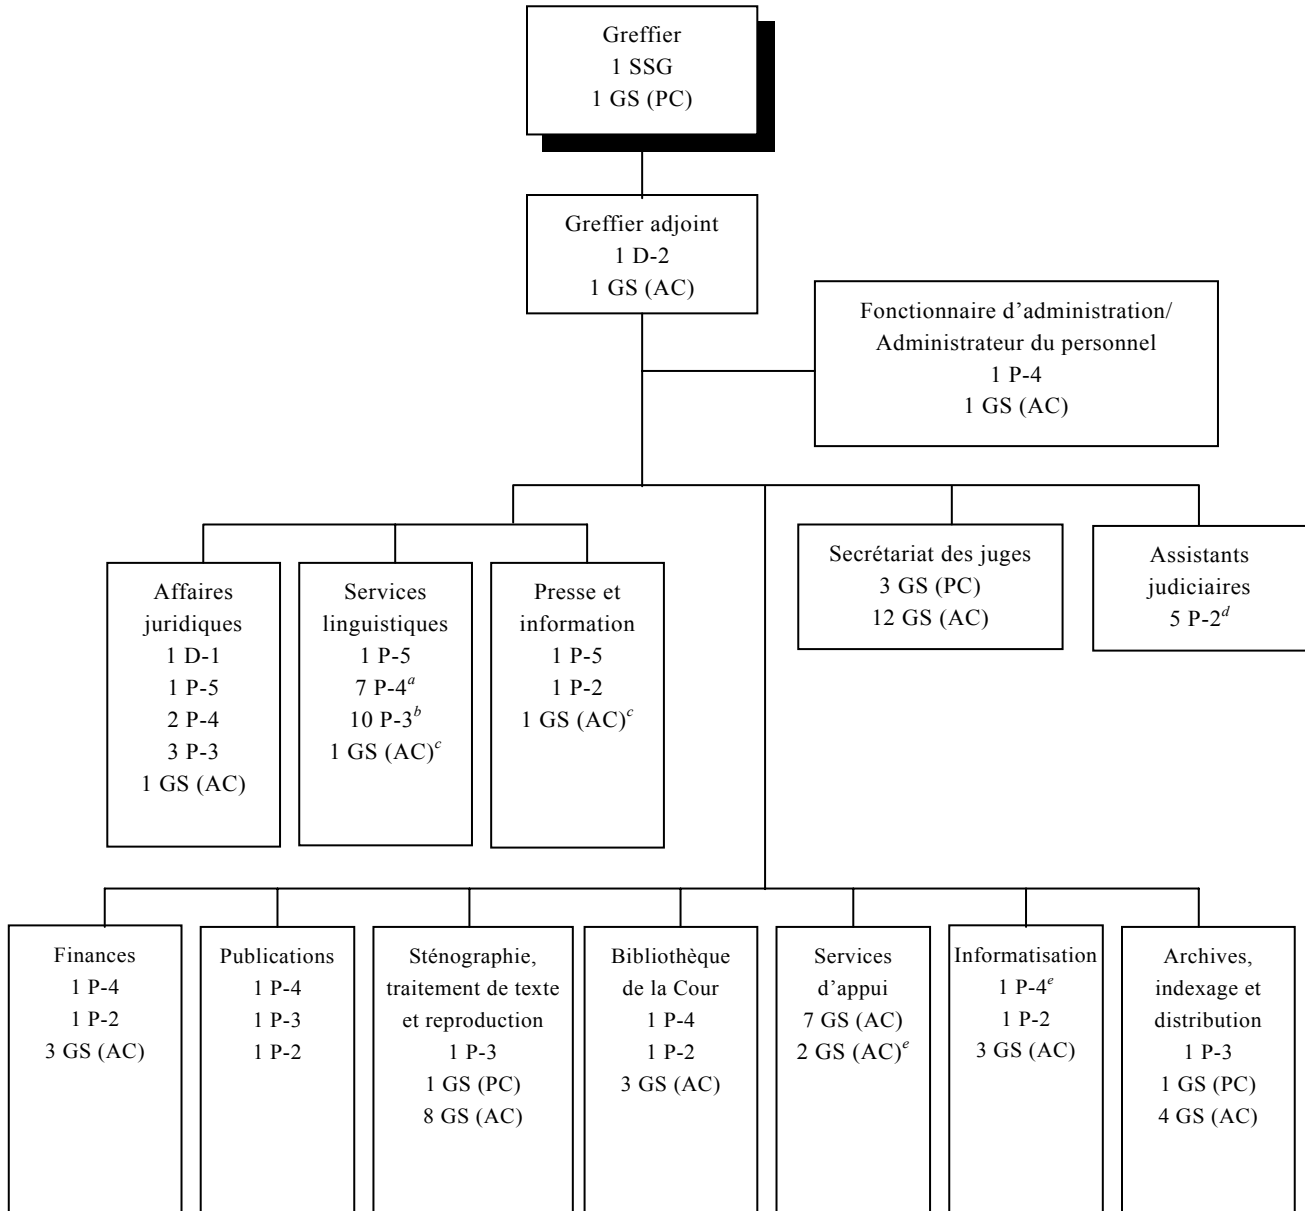 Greffier
1 SSG
1 GS (PC)
Greffier adjoint
1 D-2
1 GS (AC)
Fonctionnaire d'administration/
Administrateur du personnel
1 P-4
1 GS (AC)
Affaires
juridiques
1 D-1
1 P-5
2 P-4
3 P-3
1 GS (AC)
Services
linguistiques
1 P-5
7 P-4a
10 P-3b
1 GS (AC)c
Presse et
information
1 P-5
1 P-2
1 GS (AC)c
Secrétariat des juges
3 GS (PC)
12 GS (AC)
Assistants
judiciaires
5 P-2d
Finances
1 P-4
1 P-2
3 GS (AC)
Publications
1 P-4
1 P-3
1 P-2
Sténographie,
traitement de texte
et reproduction
1 P-3
1 GS (PC)
8 GS (AC)
Bibliothèque
de la Cour
1 P-4
1 P-2
3 GS (AC)
Services
d'appui
7 GS (AC)
2 GS (AC)e
Informatisation
1 P-4e
1 P-2
3 GS (AC)
Archives,
indexage et
distribution
1 P-3
1 GS (PC)
4 GS (AC)